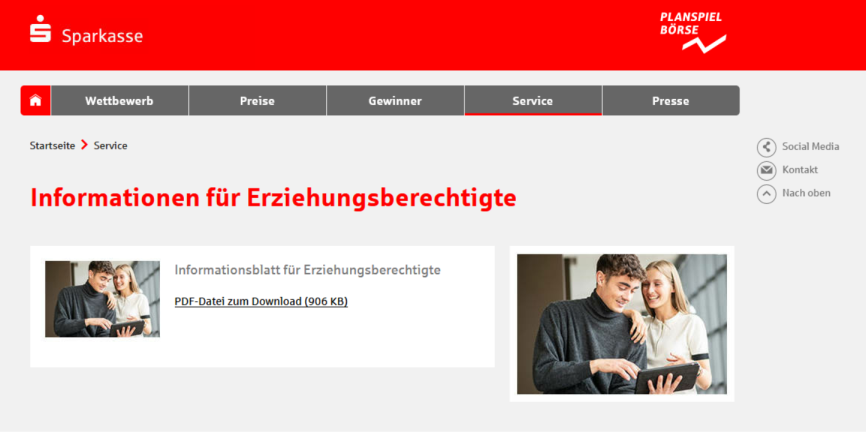 Sparkasse
PLANSPIEL
BÖRSE
Wettbewerb
Preise
Gewinner
Service
Presse
Startseite
Service
Social Media
Kontakt
Nach oben
Informationen für Erziehungsberechtigte
Informationsblatt für Erziehungsberechtigte
PDF-Datei zum Download (906 KB)